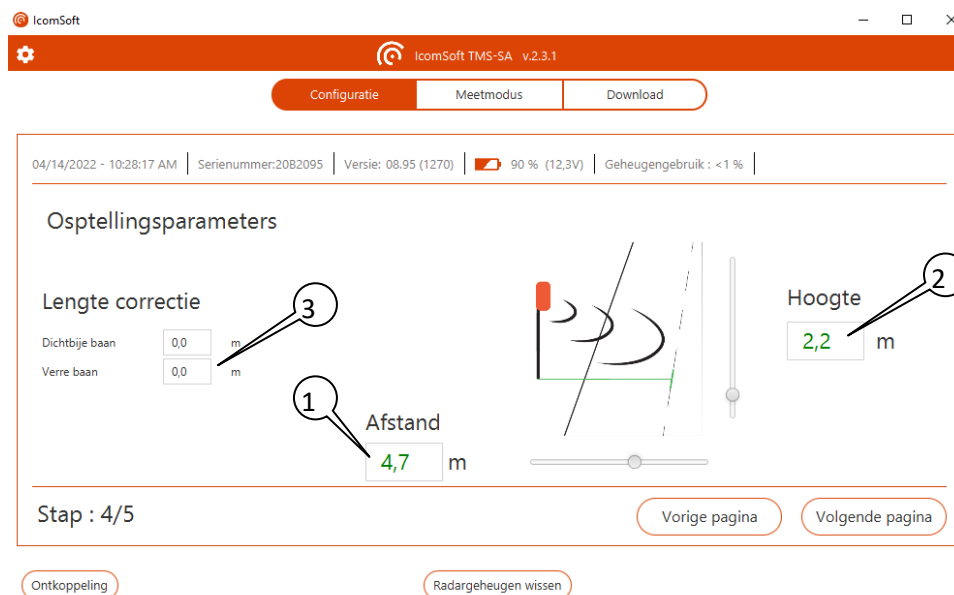 IcomSoft
IcomSoft TMS-SA v.2.3.1
Configuratie Meetmodus Download
04/14/2022 - 10:28:17 AM Serienummer:20B2095 Versie: 08.95 (1270) 90 % (12,3V) Geheugengebruik : <1 %
Osptellingsparameters
Lengte correctie
Dichtbije baan 0,0 m
Verre baan 0,0 m
3
1
Afstand
4,7 m
2
Hoogte
2,2 m
Stap : 4/5
Vorige pagina Volgende pagina
Ontkoppeling Radargeheugen wissen